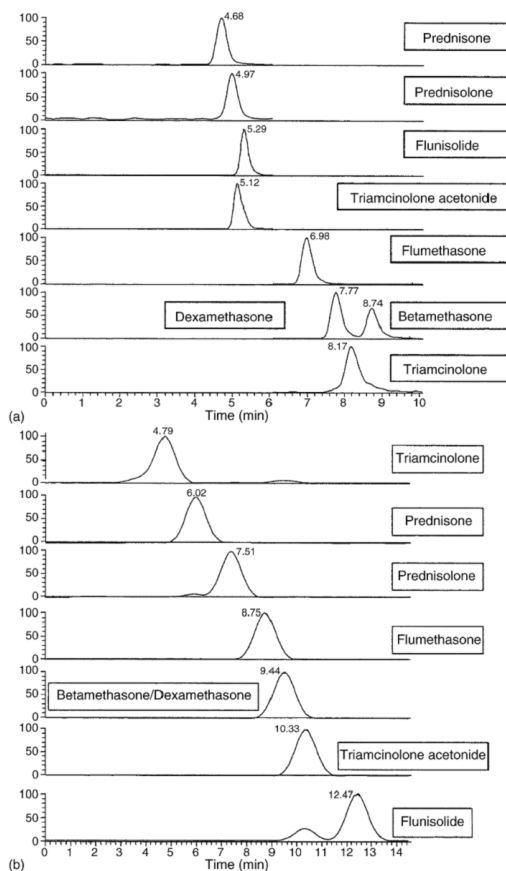 100
50
0
4.68
Prednisone
100
50
0
4.97
Prednisolone
100
50
0
5.29
Flunisolide
100
50
0
5.12
Triamcinolone acetonide
100
50
0
6.98
Flumethasone
100
50
0
Dexamethasone
7.77
8.74
Betamethasone
100
50
0
8.17
Triamcinolone
0 1 2 3 4 5 6 7 8 9 10
(a)
Time (min)
100
50
0
4.79
Triamcinolone
100
50
0
6.02
Prednisone
100
50
0
7.51
Prednisolone
100
50
0
8.75
Flumethasone
100
50
0
Betamethasone/Dexamethasone
9.44
100
50
0
10.33
Triamcinolone acetonide
100
50
0
12.47
Flunisolide
0 1 2 3 4 5 6 7 8 9 10 11 12 13 14
(b)
Time (min)